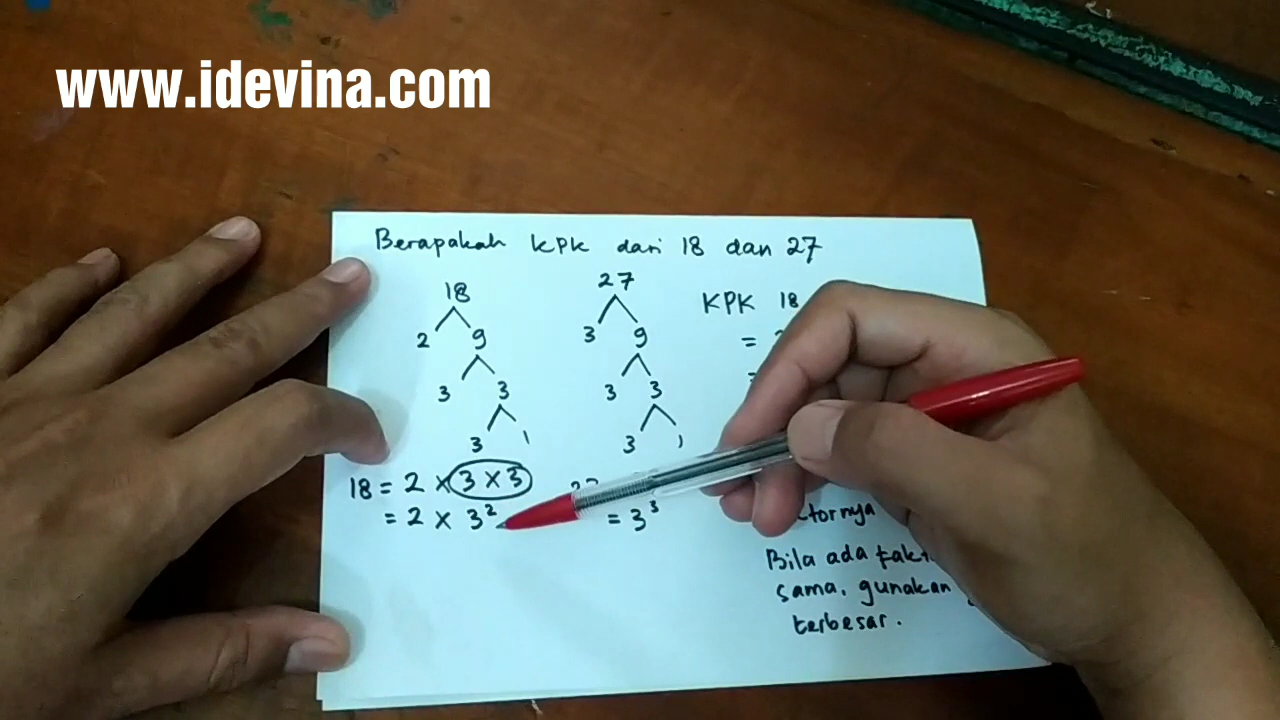 www.idevina.com
Berapakah KPK dari 18 dan 27
18
2 9
3 3
3 1
18 = 2 × 3 × 3
= 2 × 3²
27
3 9
3 3
3 1
= 3³
KPK 18
=
Bila ada
sama, gunakan
terbesar.